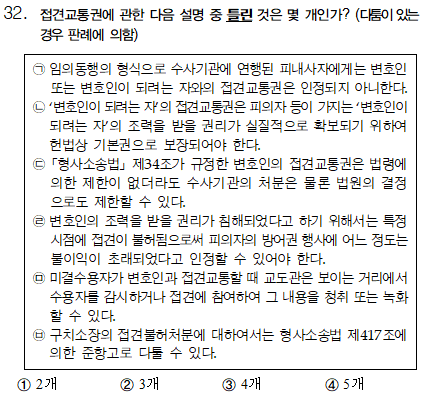 32. 접견교통권에 관한 다음 설명 중 틀린 것은 몇 개인가? (다툼이 있는
경우 판례에 의함)
㉠ 임의동행의 형식으로 수사기관에 연행된 피내사자에게는 변호인
또는 변호인이 되려는 자와의 접견교통권은 인정되지 아니한다.
㉡ ‘변호인이 되려는 자’의 접견교통권은 피의자 등이 가지는 ‘변호인이
되려는 자’의 조력을 받을 권리가 실질적으로 확보되기 위하여
헌법상 기본권으로 보장되어야 한다.
㉢ 「형사소송법」 제34조가 규정한 변호인의 접견교통권은 법령에
의한 제한이 없더라도 수사기관의 처분은 물론 법원의 결정
으로도 제한할 수 있다.
㉣ 변호인의 조력을 받을 권리가 침해되었다고 하기 위해서는 특정
시점에 접견이 불허됨으로써 피의자의 방어권 행사에 어느 정도는
불이익이 초래되었다고 인정할 수 있어야 한다.
㉤ 미결수용자가 변호인과 접견교통할 때 교도관은 보이는 거리에서
수용자를 감시하거나 접견에 참여하여 그 내용을 청취 또는 녹화
할 수 있다.
㉥ 구치소장의 접견불허처분에 대하여서는 형사소송법 제417조에
의한 준항고로 다툴 수 있다.
① 2개 ② 3개 ③ 4개 ④ 5개